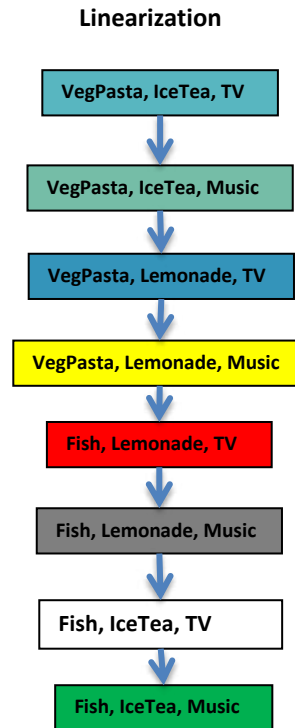 Linearization
VegPasta, IceTea, TV
VegPasta, IceTea, Music
VegPasta, Lemonade, TV
VegPasta, Lemonade, Music
Fish, Lemonade, TV
Fish, Lemonade, Music
Fish, IceTea, TV
Fish, IceTea, Music